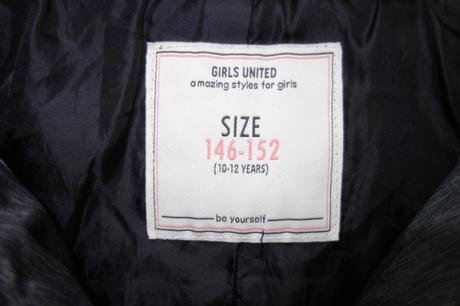 GIRLS UNITED
amazing styles for girls
SIZE
146-152
(10-12 YEARS)
be yourself